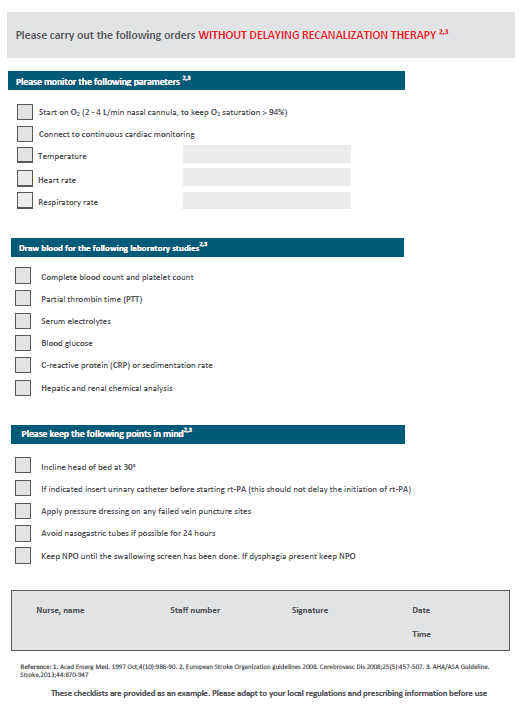 Please carry out the following orders WITHOUT DELAYING RECANALIZATION THERAPY 2,3
Please monitor the following parameters 2,3
Start on O2 (2 - 4 L/min nasal cannula, to keep O2 saturation > 94%)
Connect to continuous cardiac monitoring
Temperature
Heart rate
Respiratory rate
Draw blood for the following laboratory studies2,3
Complete blood count and platelet count
Partial thrombin time (PTT)
Serum electrolytes
Blood glucose
C-reactive protein (CRP) or sedimentation rate
Hepatic and renal chemical analysis
Please keep the following points in mind2,3
Incline head of bed at 30°
If indicated insert urinary catheter before starting rt-PA (this should not delay the initiation of rt-PA)
Apply pressure dressing on any failed vein puncture sites
Avoid nasogastric tubes if possible for 24 hours
Keep NPO until the swallowing screen has been done. If dysphagia present keep NPO
Nurse, name Staff number Signature Date
Time
Reference: 1. Acad Emerg Med. 1997 Oct;4(10):986-90. 2. European Stroke Organization guidelines 2008. Cerebrovasc Dis 2008;25(5):457-507. 3. AHA/ASA Guideline.
Stroke.2013;44:870-947
These checklists are provided as an example. Please adapt to your local regulations and prescribing information before use